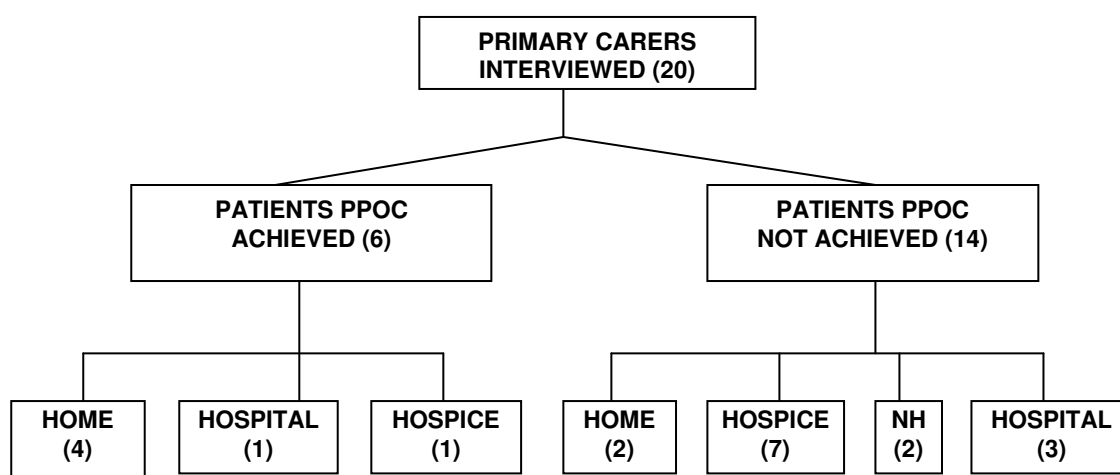 PRIMARY CARERS
INTERVIEWED (20)
PATIENTS PPOC
ACHIEVED (6)
PATIENTS PPOC
NOT ACHIEVED (14)
HOME
(4)
HOSPITAL
(1)
HOSPICE
(1)
HOME
(2)
HOSPICE
(7)
NH
(2)
HOSPITAL
(3)